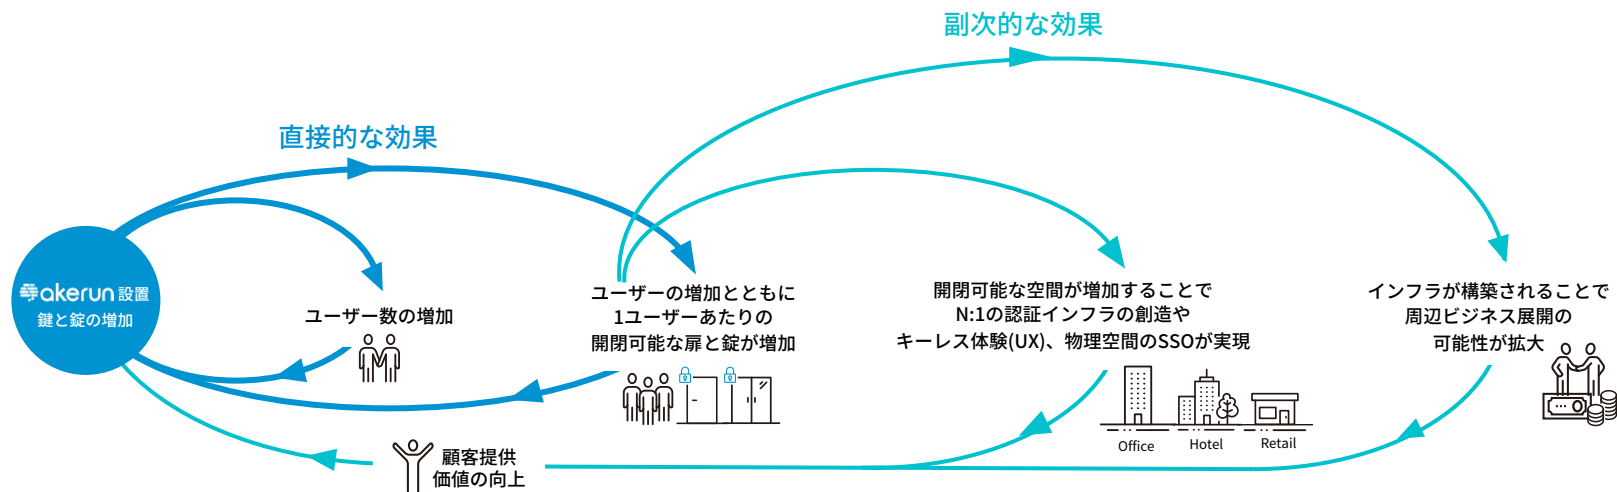 副次的な効果
直接的な効果
akerun 設置
鍵と錠の増加
ユーザー数の増加
ユーザーの増加とともに
1ユーザーあたりの
開閉可能な扉と錠が増加
開閉可能な空間が増加することで
N:1の認証インフラの創造や
キーレス体験(UX)、物理空間のSSOが実現
Office
Hotel
Retail
インフラが構築されることで
周辺ビジネス展開の
可能性が拡大
顧客提供
価値の向上